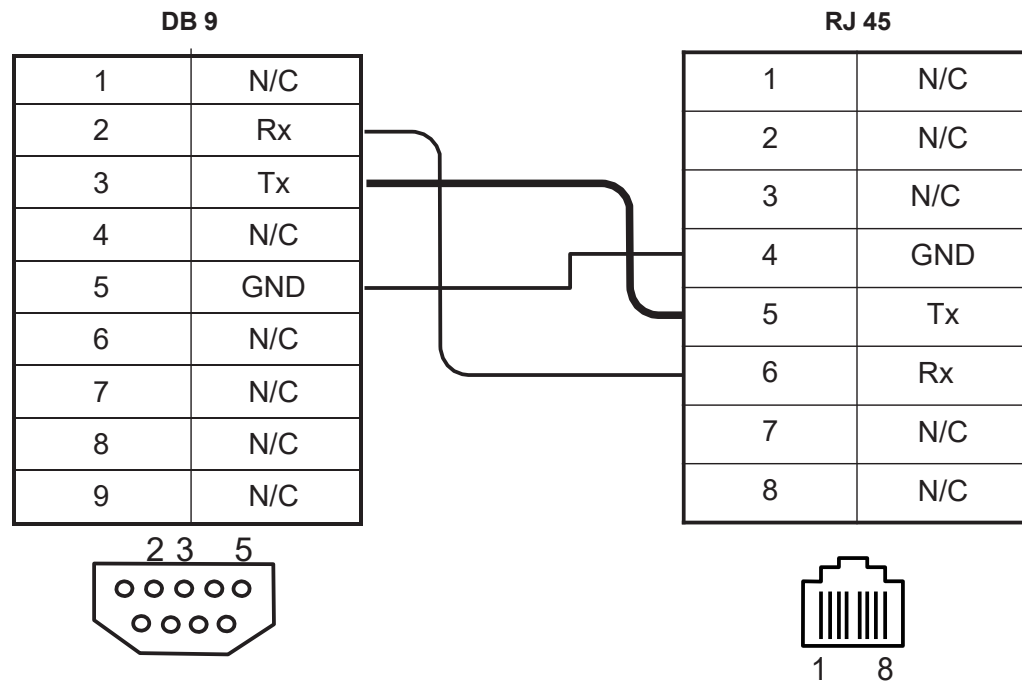 DB 9
1 N/C
2 Rx
3 Tx
4 N/C
5 GND
6 N/C
7 N/C
8 N/C
9 N/C
2 3 5
RJ 45
1 N/C
2 N/C
3 N/C
4 GND
5 Tx
6 Rx
7 N/C
8 N/C
1 8